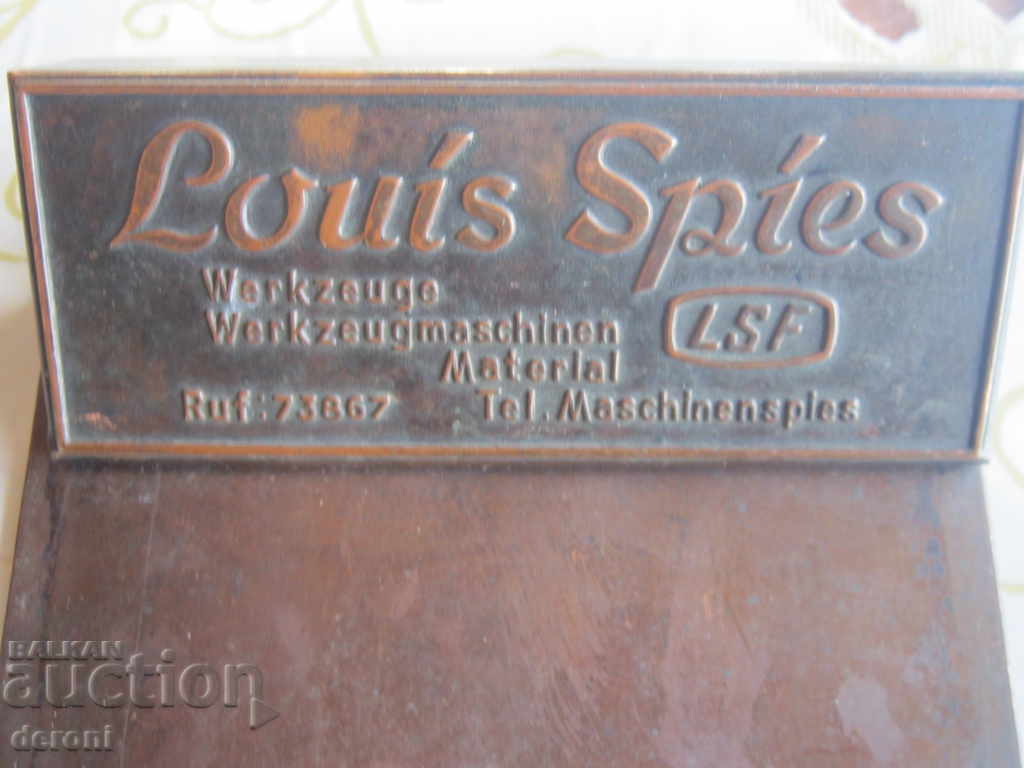 Louis Spies
Werkzeuge
Werkzeugmaschinen
Material
LSF
Ruf: 73867 Tel. Maschinenspies
BALKAN
auction
deroni